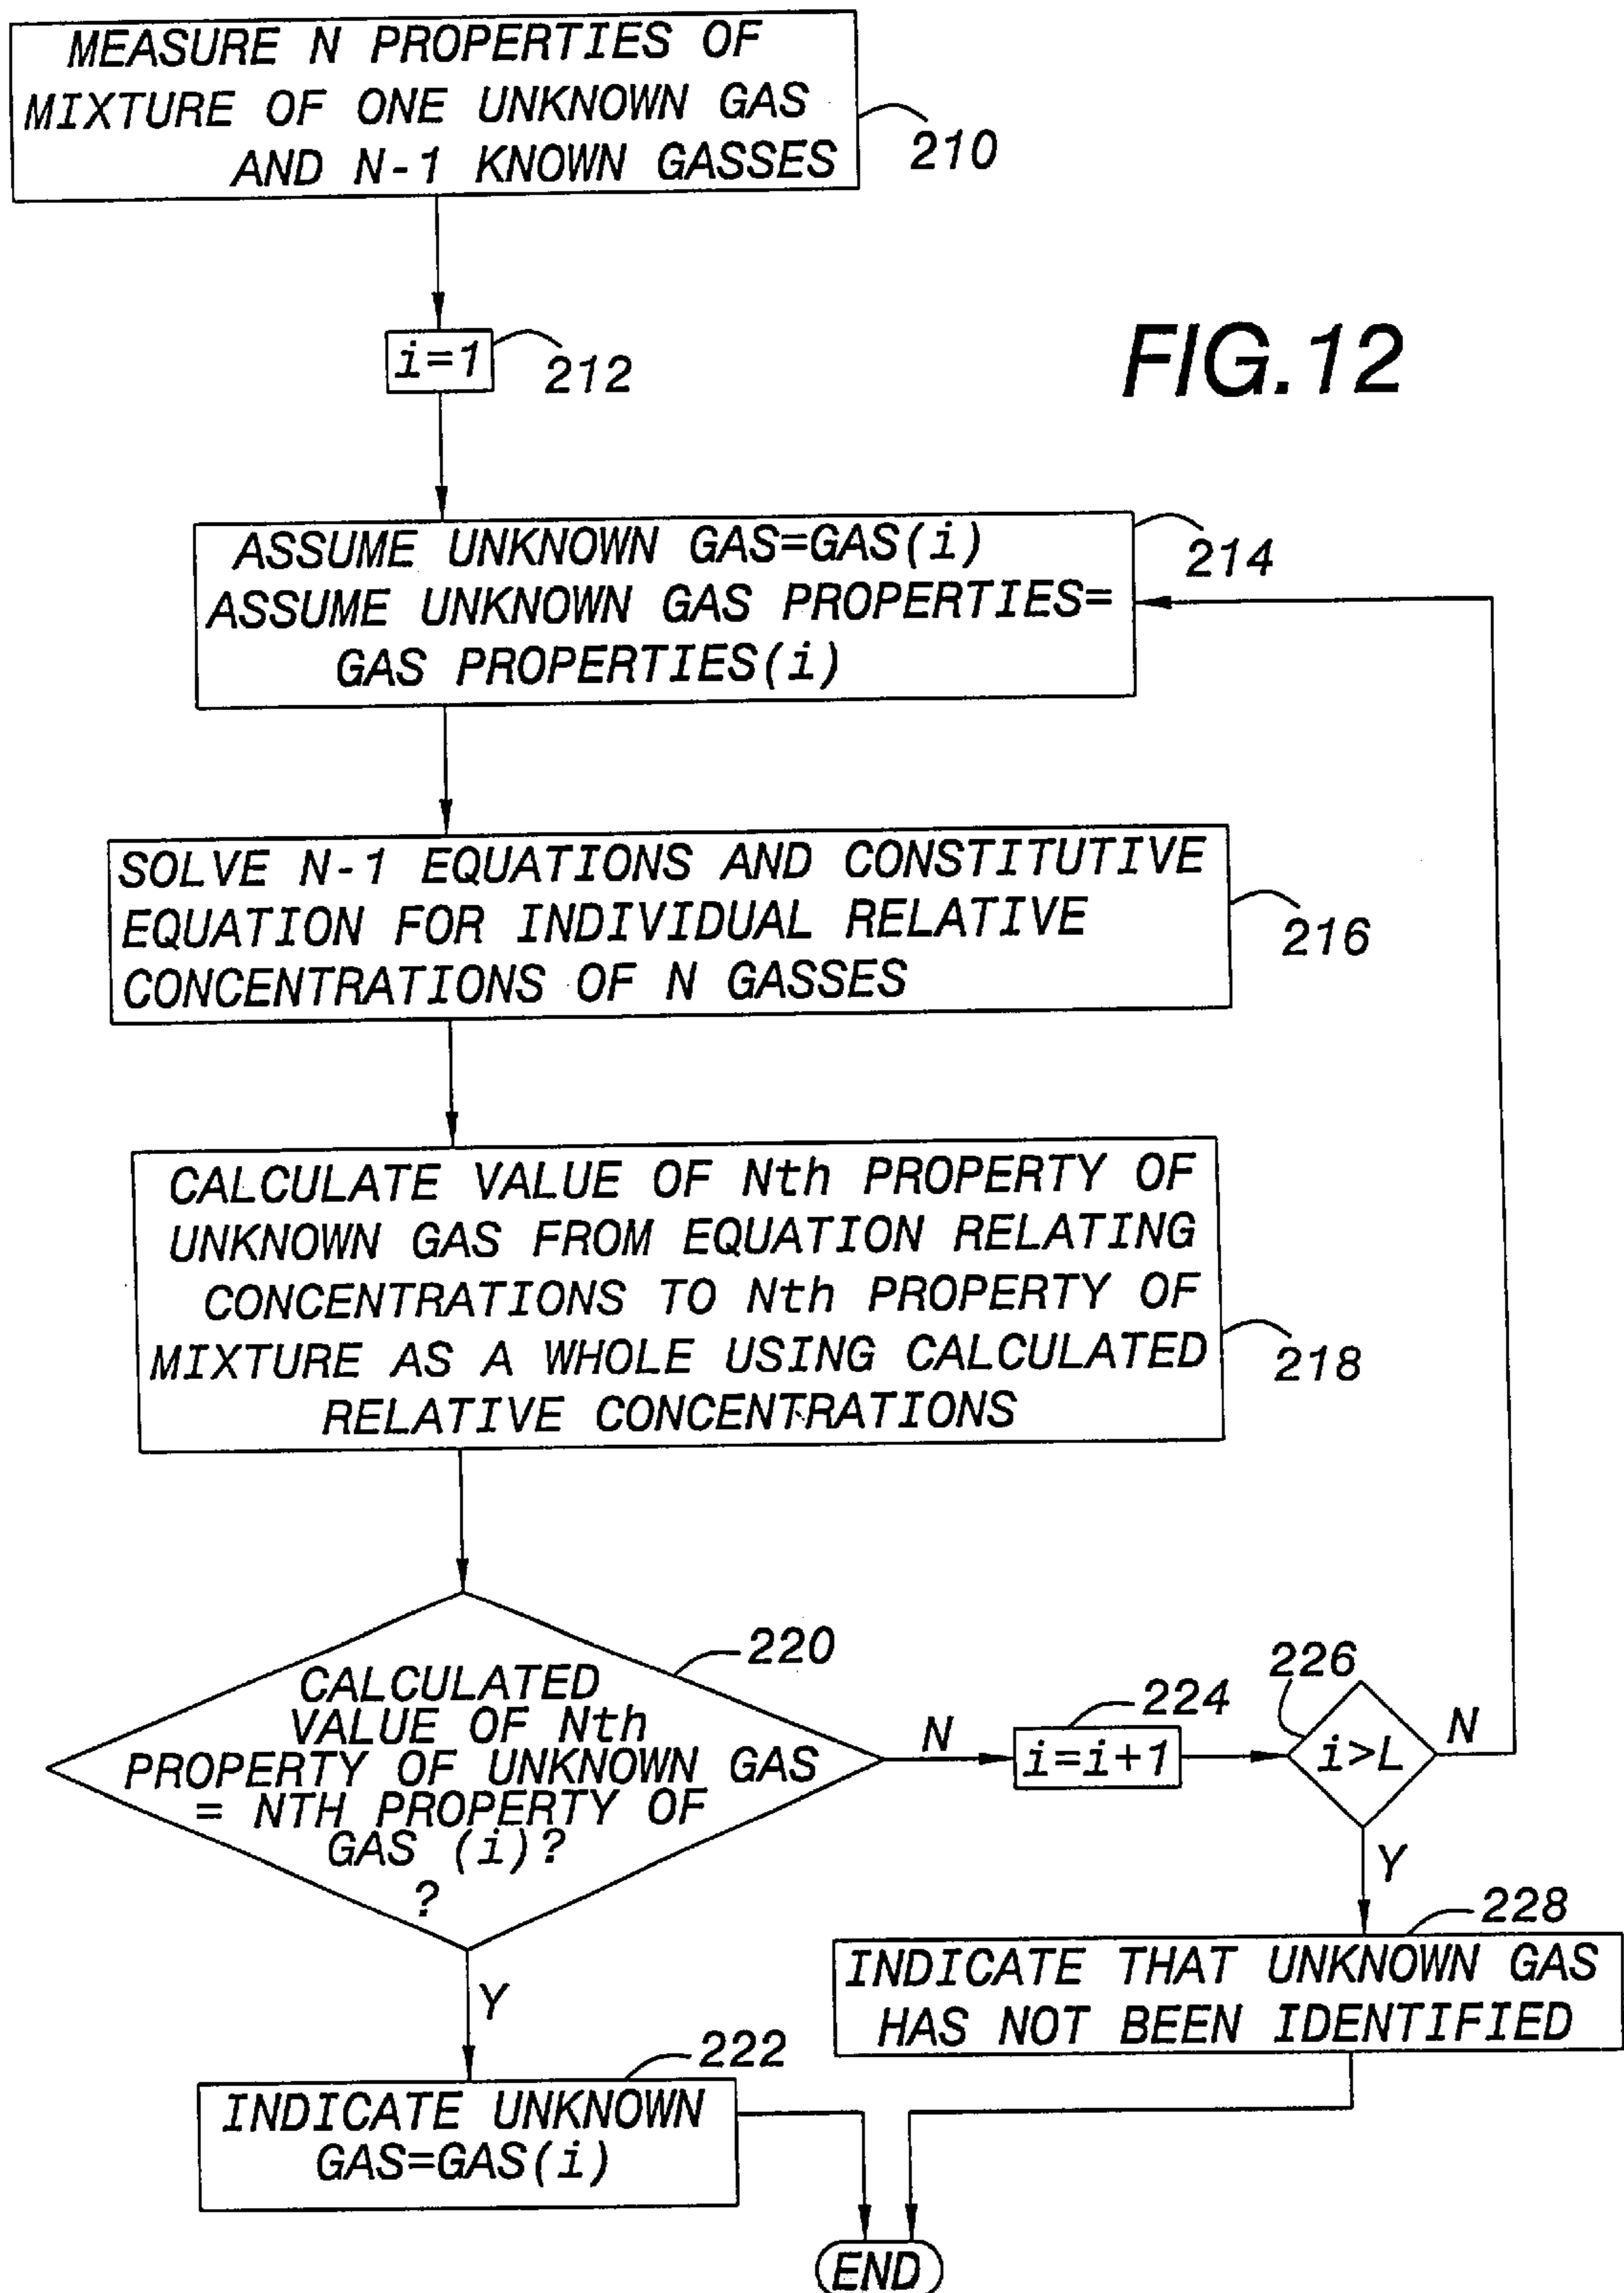 MEASURE N PROPERTIES OF
MIXTURE OF ONE UNKNOWN GAS
AND N-1 KNOWN GASSES
210
i=1
212
FIG.12
ASSUME UNKNOWN GAS=GAS(i)
ASSUME UNKNOWN GAS PROPERTIES=
GAS PROPERTIES(i)
214
SOLVE N-1 EQUATIONS AND CONSTITUTIVE
EQUATION FOR INDIVIDUAL RELATIVE
CONCENTRATIONS OF N GASSES
216
CALCULATE VALUE OF Nth PROPERTY OF
UNKNOWN GAS FROM EQUATION RELATING
CONCENTRATIONS TO Nth PROPERTY OF
MIXTURE AS A WHOLE USING CALCULATED
RELATIVE CONCENTRATIONS
218
CALCULATED
VALUE OF Nth
PROPERTY OF UNKNOWN GAS
= NTH PROPERTY OF
GAS (i)?
?
220
N
i=i+1
224
i>L
226
N
Y
Y
INDICATE THAT UNKNOWN GAS
HAS NOT BEEN IDENTIFIED
228
INDICATE UNKNOWN
GAS=GAS(i)
222
END